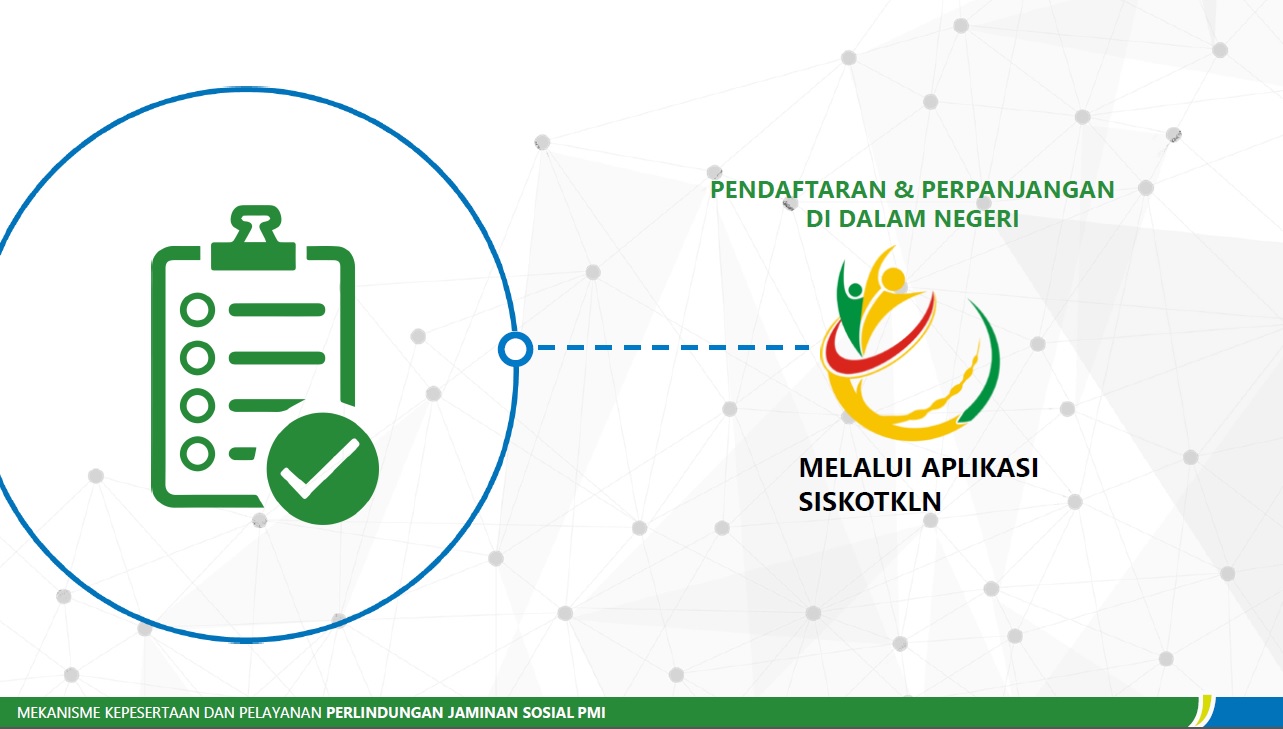 PENDAFTARAN & PERPANJANGAN
DI DALAM NEGERI
MELALUI APLIKASI
SISKOTKLN
MEKANISME KEPESERTAAN DAN PELAYANAN PERLINDUNGAN JAMINAN SOSIAL PMI